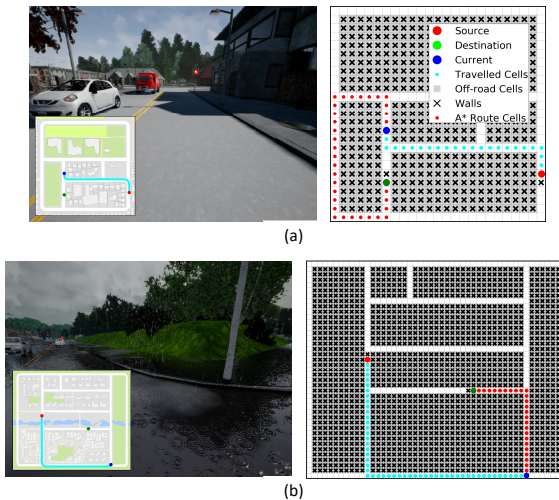 Source
Destination
Current
Travelled Cells
Off-road Cells
Walls
A* Route Cells
(a)
(b)